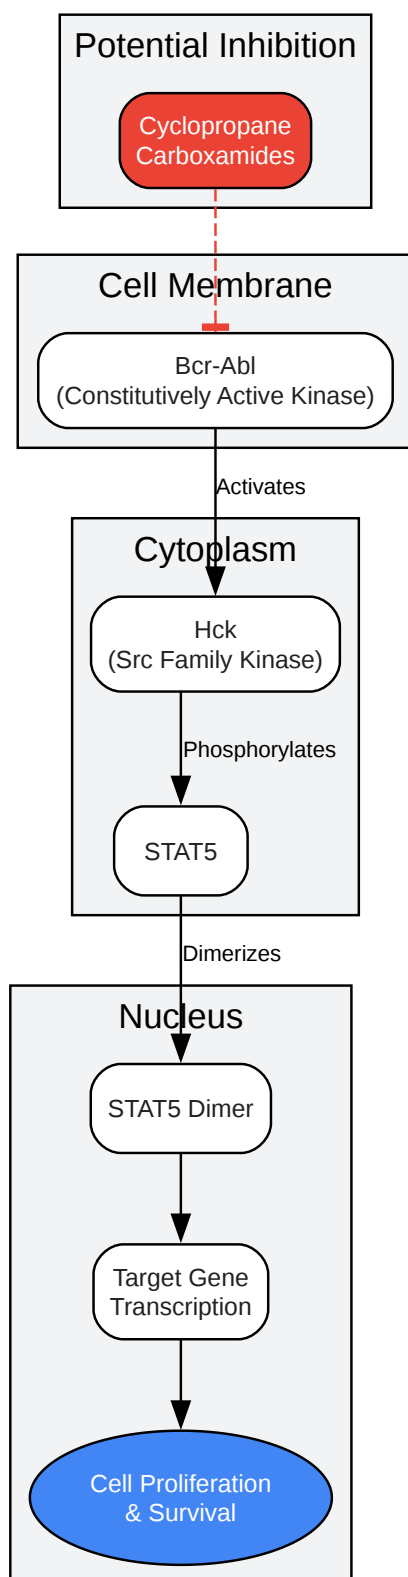 Potential Inhibition
Cyclopropane
Carboxamides
Cell Membrane
Bcr-Abl
(Constitutively Active Kinase)
Activates
Cytoplasm
Hck
(Src Family Kinase)
Phosphorylates
STAT5
Dimerizes
Nucleus
STAT5 Dimer
Target Gene
Transcription
Cell Proliferation
& Survival